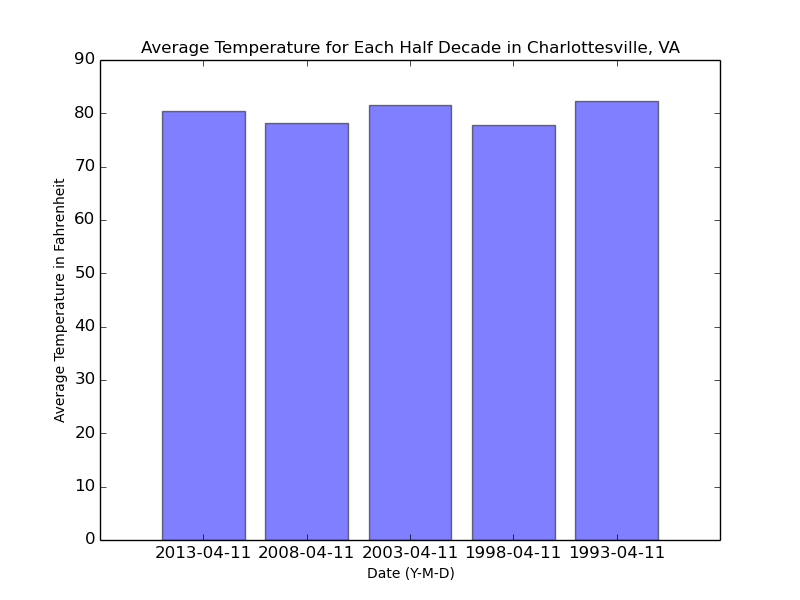 Average Temperature for Each Half Decade in Charlottesville, VA
90
80
70
60
50
40
30
20
10
0
Average Temperature in Fahrenheit
2013-04-11 2008-04-11 2003-04-11 1998-04-11 1993-04-11
Date (Y-M-D)